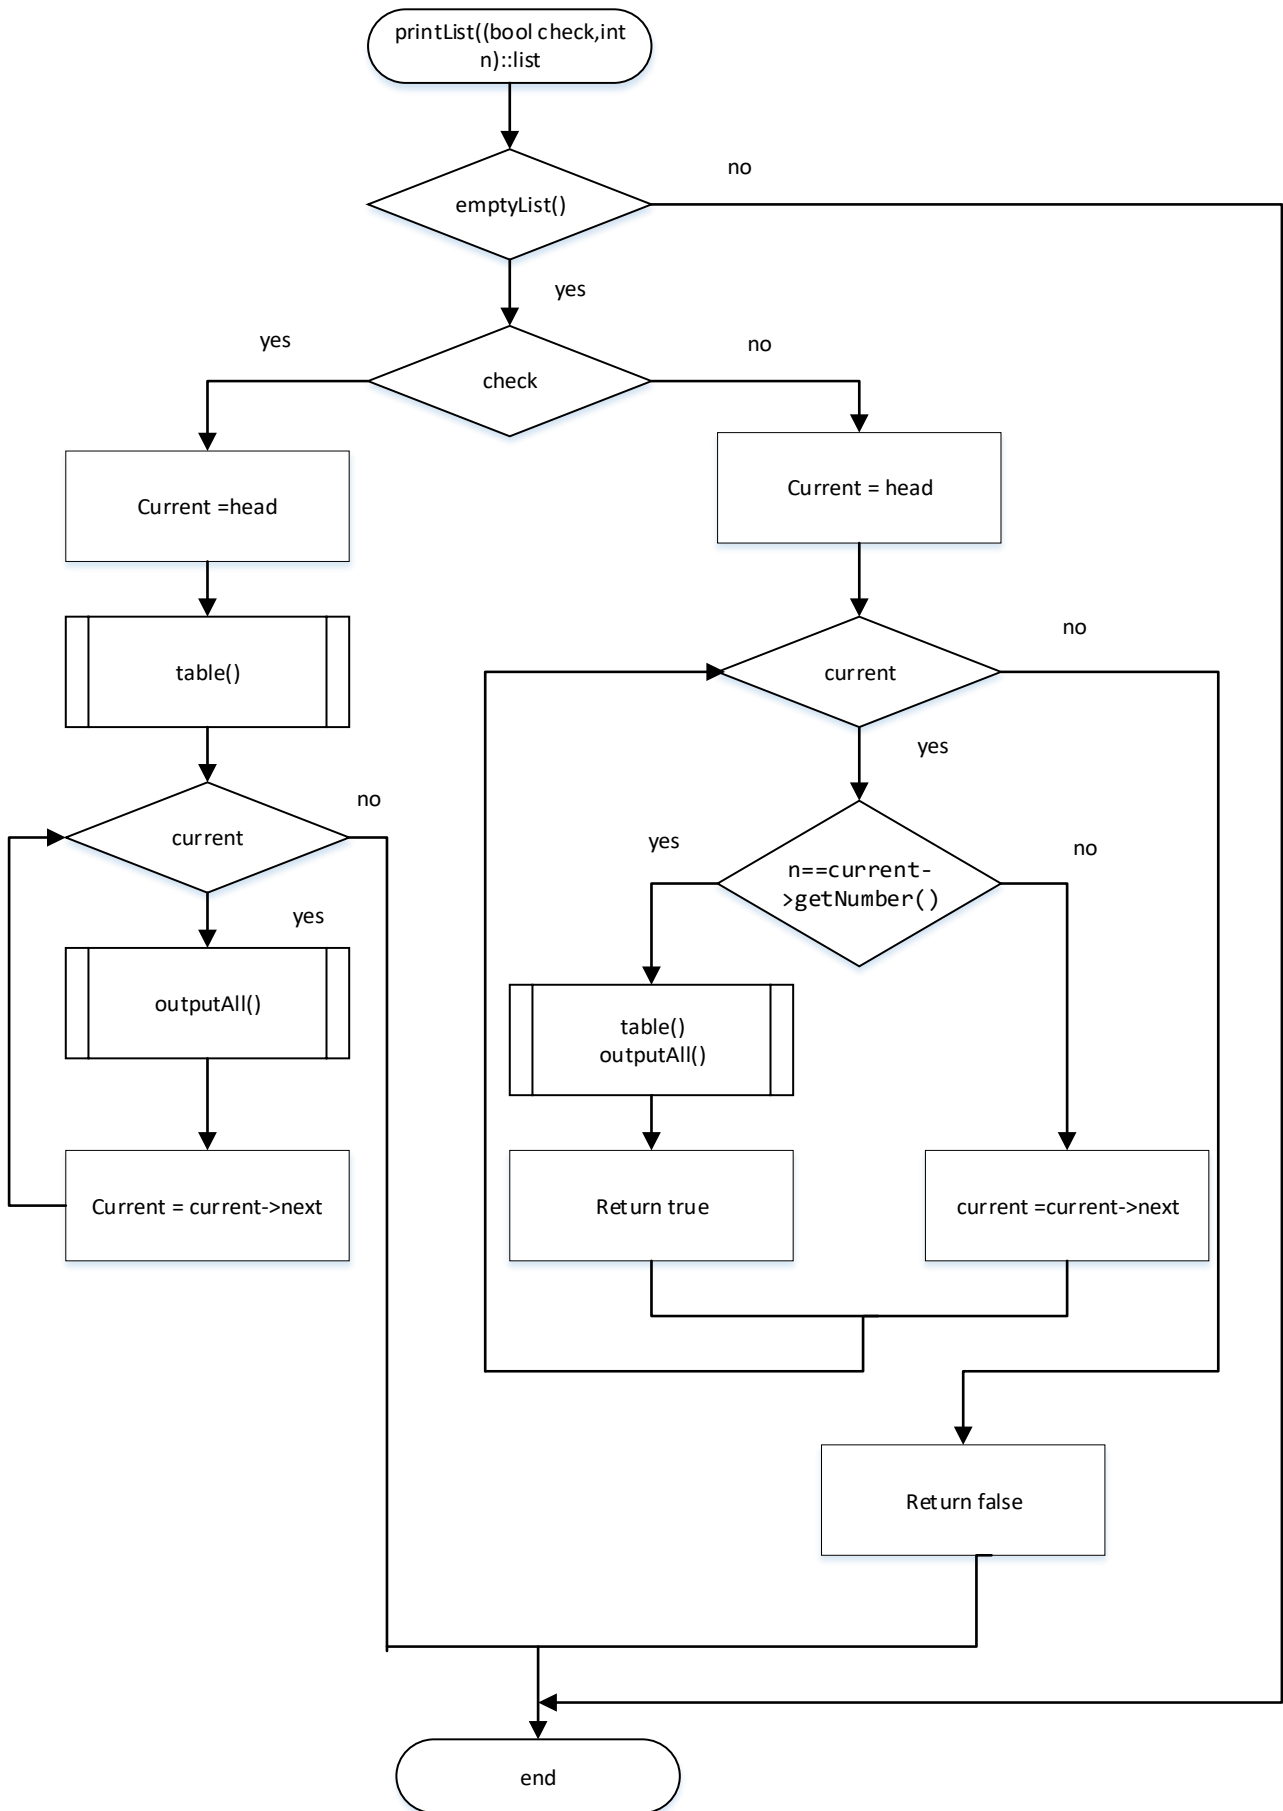 printList((bool check,int
n)::list
no
emptyList()
yes
yes
no
check
Current =head
Current = head
table()
no
current
yes
no
current
yes
outputAll()
yes
no
n==current-
>getNumber()
table()
outputAll()
Current = current->next
Return true
current =current->next
Return false
end